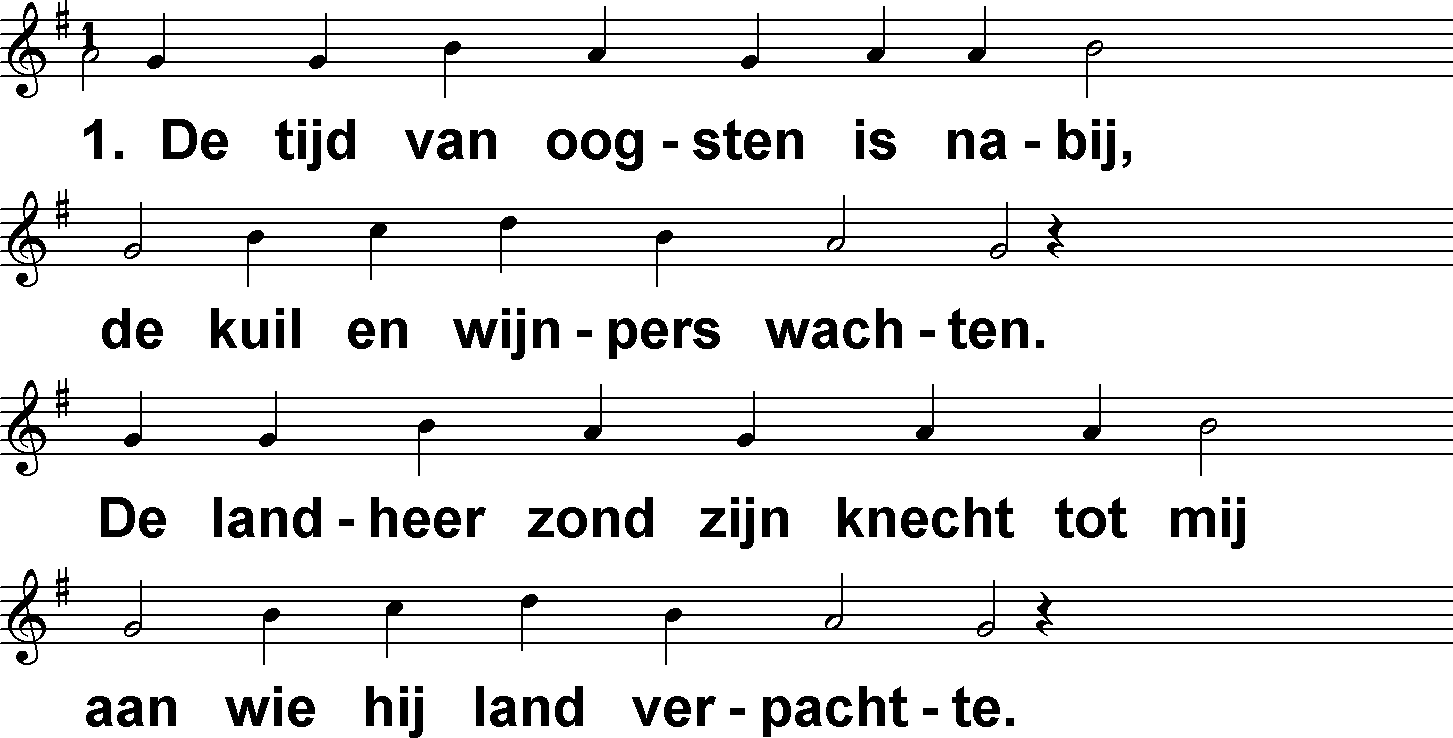 1
1. De tijd van oog - sten is na - bij,
de kuil en wijn - pers wach - ten.
De land - heer zond zijn knecht tot mij
aan wie hij land ver - pacht - te.